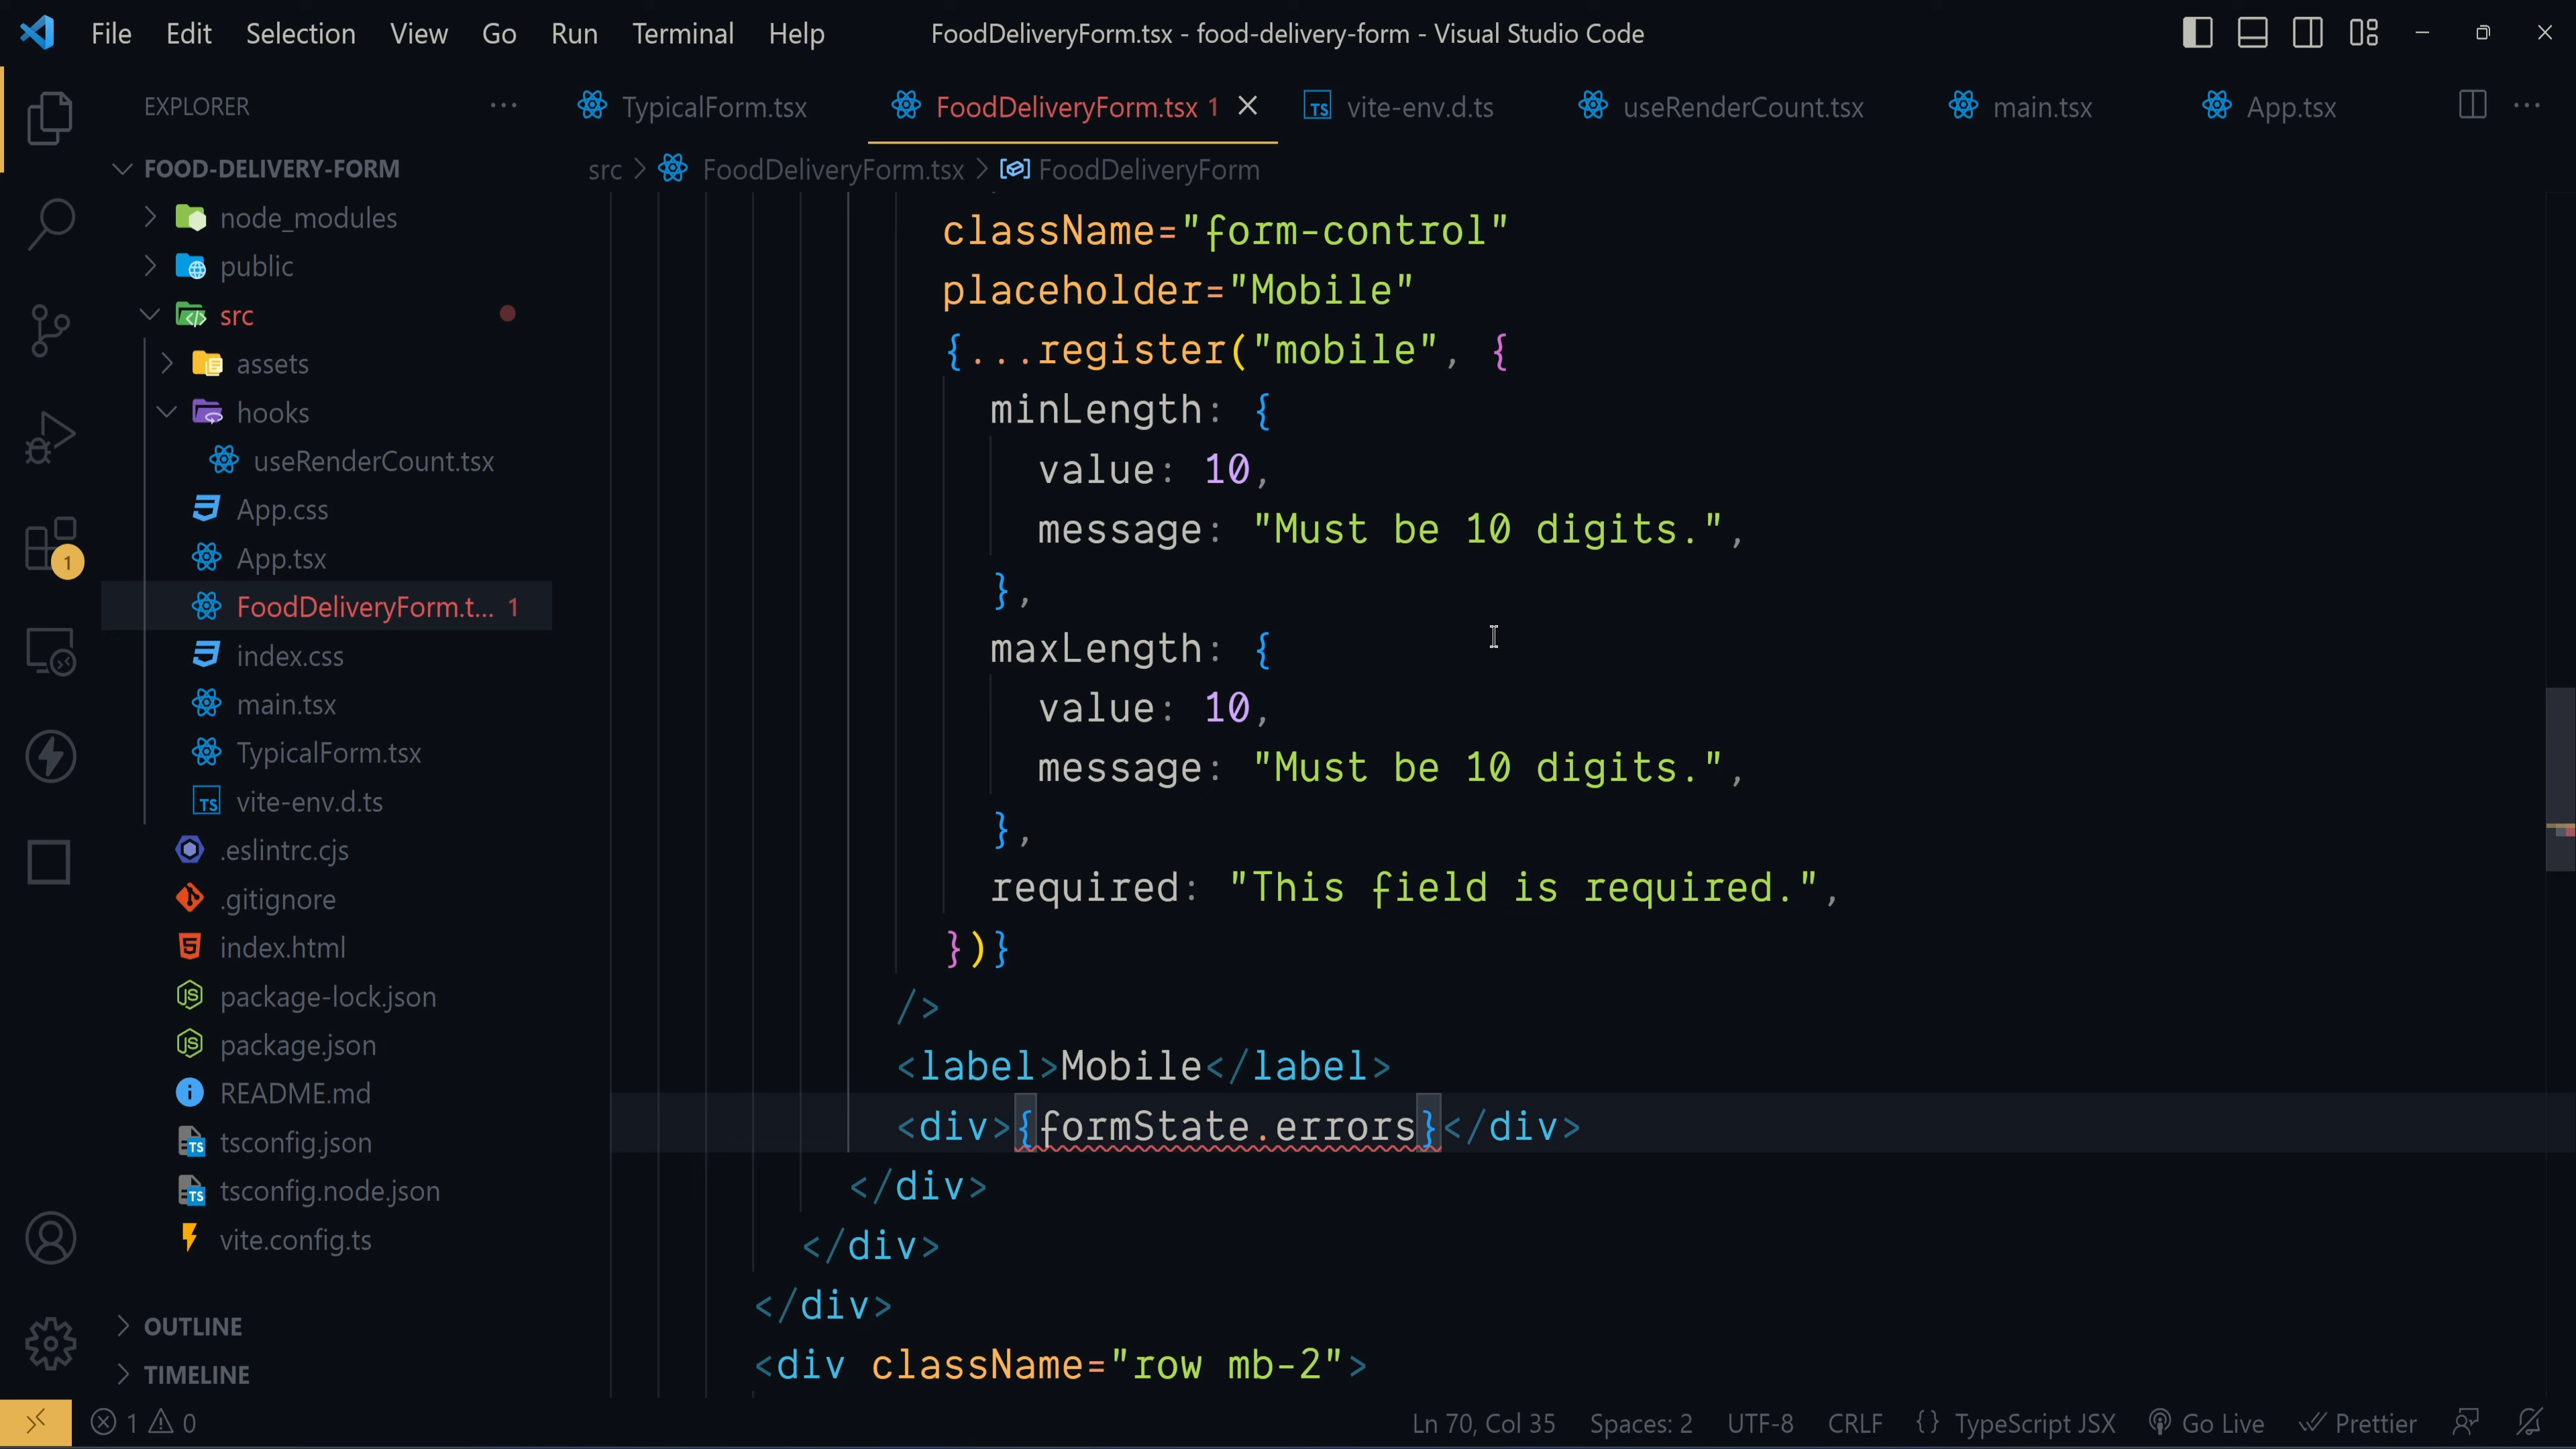 File Edit Selection View Go Run Terminal Help
FoodDeliveryForm.tsx - food-delivery-form - Visual Studio Code
EXPLORER
TypicalForm.tsx
FoodDeliveryForm.tsx 1
TS vite-env.d.ts
useRenderCount.tsx
main.tsx
App.tsx
src > FoodDeliveryForm.tsx > FoodDeliveryForm
FOOD-DELIVERY-FORM
node_modules
public
src
assets
hooks
useRenderCount.tsx
App.css
App.tsx
FoodDeliveryForm.t... 1
index.css
main.tsx
TypicalForm.tsx
TS vite-env.d.ts
.eslintrc.cjs
.gitignore
index.html
package-lock.json
package.json
README.md
tsconfig.json
tsconfig.node.json
vite.config.ts
OUTLINE
TIMELINE
1
className="form-control"
placeholder="Mobile"
{...register("mobile", {
minLength: {
value: 10,
message: "Must be 10 digits.",
},
maxLength: {
value: 10,
message: "Must be 10 digits.",
},
required: "This field is required.",
})}
/>
<label>Mobile</label>
<div>{formState.errors}</div>
</div>
</div>
</div>
<div className="row mb-2">
1 0
Ln 70, Col 35 Spaces: 2 UTF-8 CRLF {} TypeScript JSX Go Live Prettier